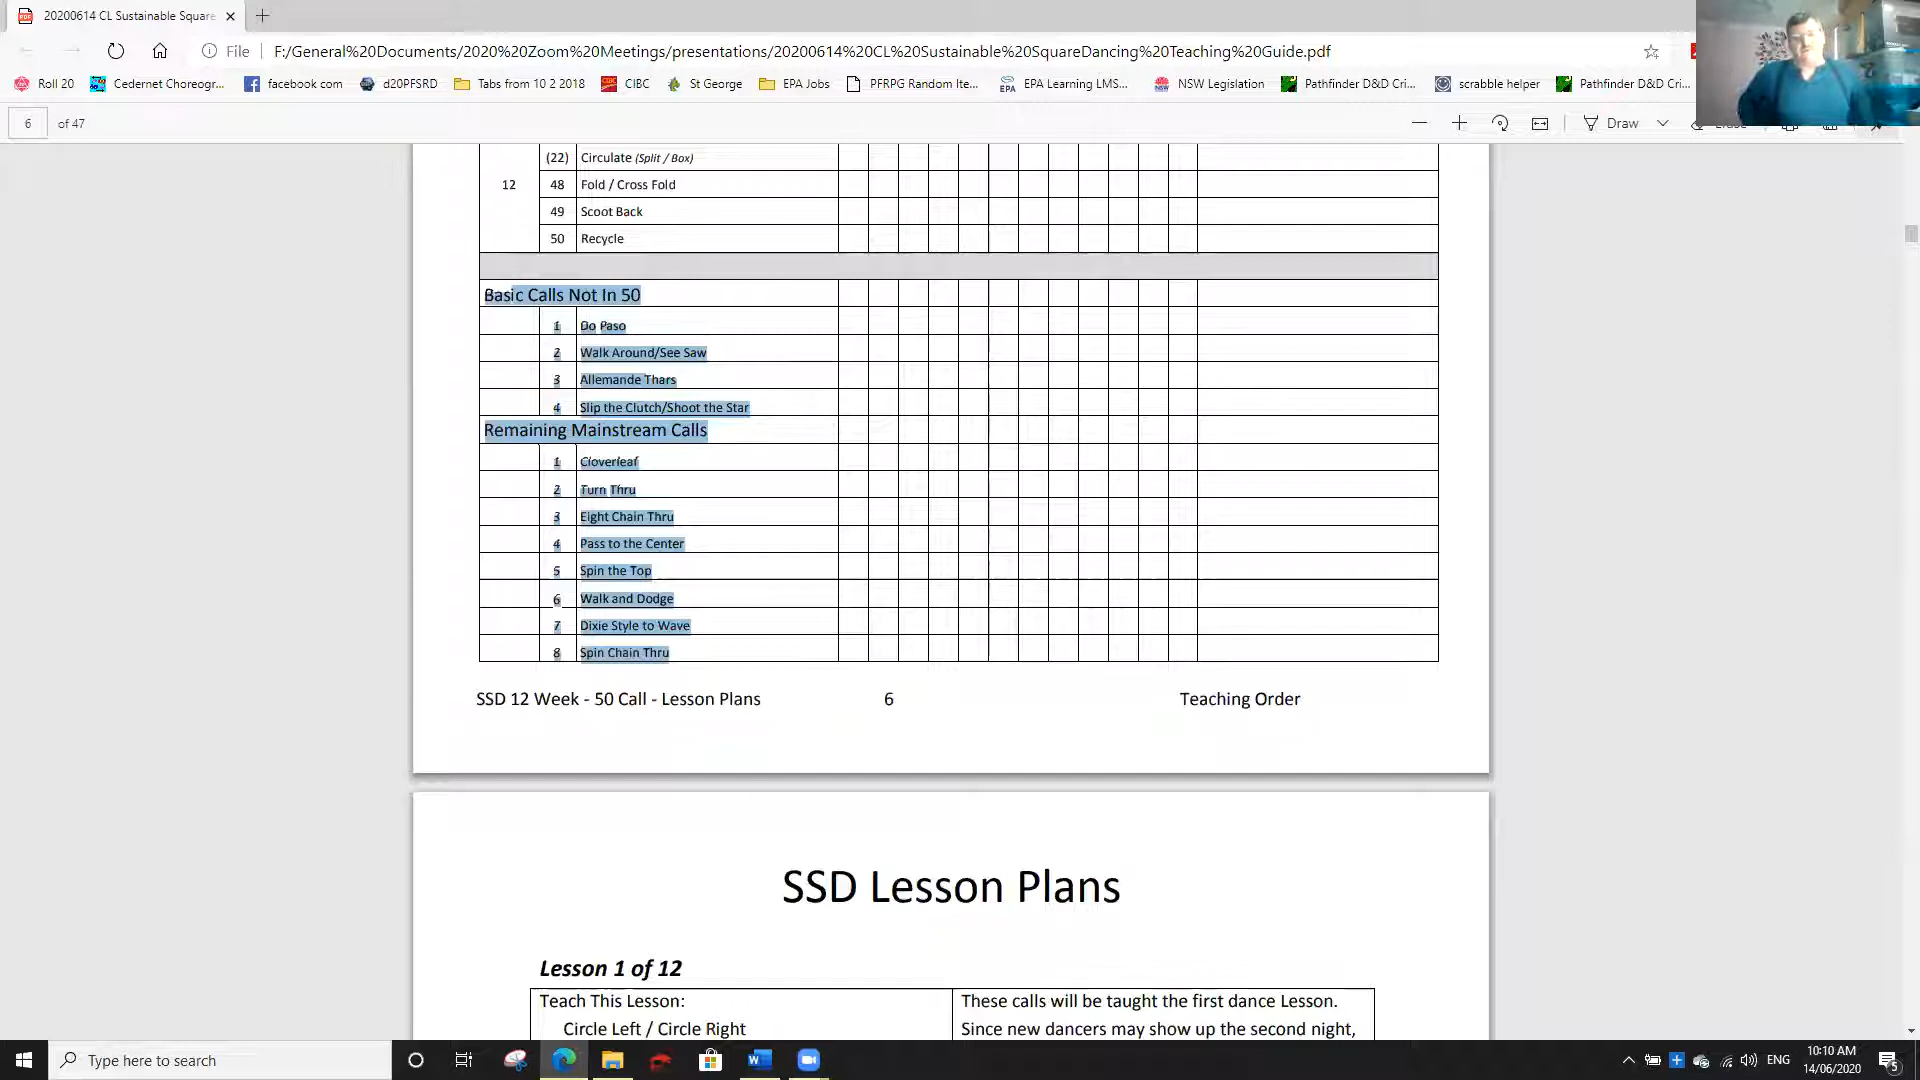 20200614 CL Sustainable Square
File F:/General%20Documents/2020%20Zoom%20Meetings/presentations/20200614%20CL%20Sustainable%20SquareDancing%20Teaching%20Guide.pdf
Roll 20 Cedernet Choreogr... facebook.com d20PFSRD Tabs from 10 2 2018 CIBC St George EPA Jobs PFRPG Random Ite... EPA Learning LMS... NSW Legislation Pathfinder D&D Cri... scrabble helper Pathfinder D&D Cri...
6 of 47 Draw
(22) Circulate (Split / Box)
12 48 Fold / Cross Fold
49 Scoot Back
50 Recycle
Basic Calls Not In 50
1 Do Paso
2 Walk Around/See Saw
3 Allemande Thars
4 Slip the Clutch/Shoot the Star
Remaining Mainstream Calls
1 Cloverleaf
2 Turn Thru
3 Eight Chain Thru
4 Pass to the Center
5 Spin the Top
6 Walk and Dodge
7 Dixie Style to Wave
8 Spin Chain Thru
SSD 12 Week - 50 Call - Lesson Plans 6 Teaching Order
SSD Lesson Plans
Lesson 1 of 12
Teach This Lesson: These calls will be taught the first dance Lesson.
Circle Left / Circle Right Since new dancers may show up the second night,
Type here to search ENG 10:10 AM
14/06/2020 5